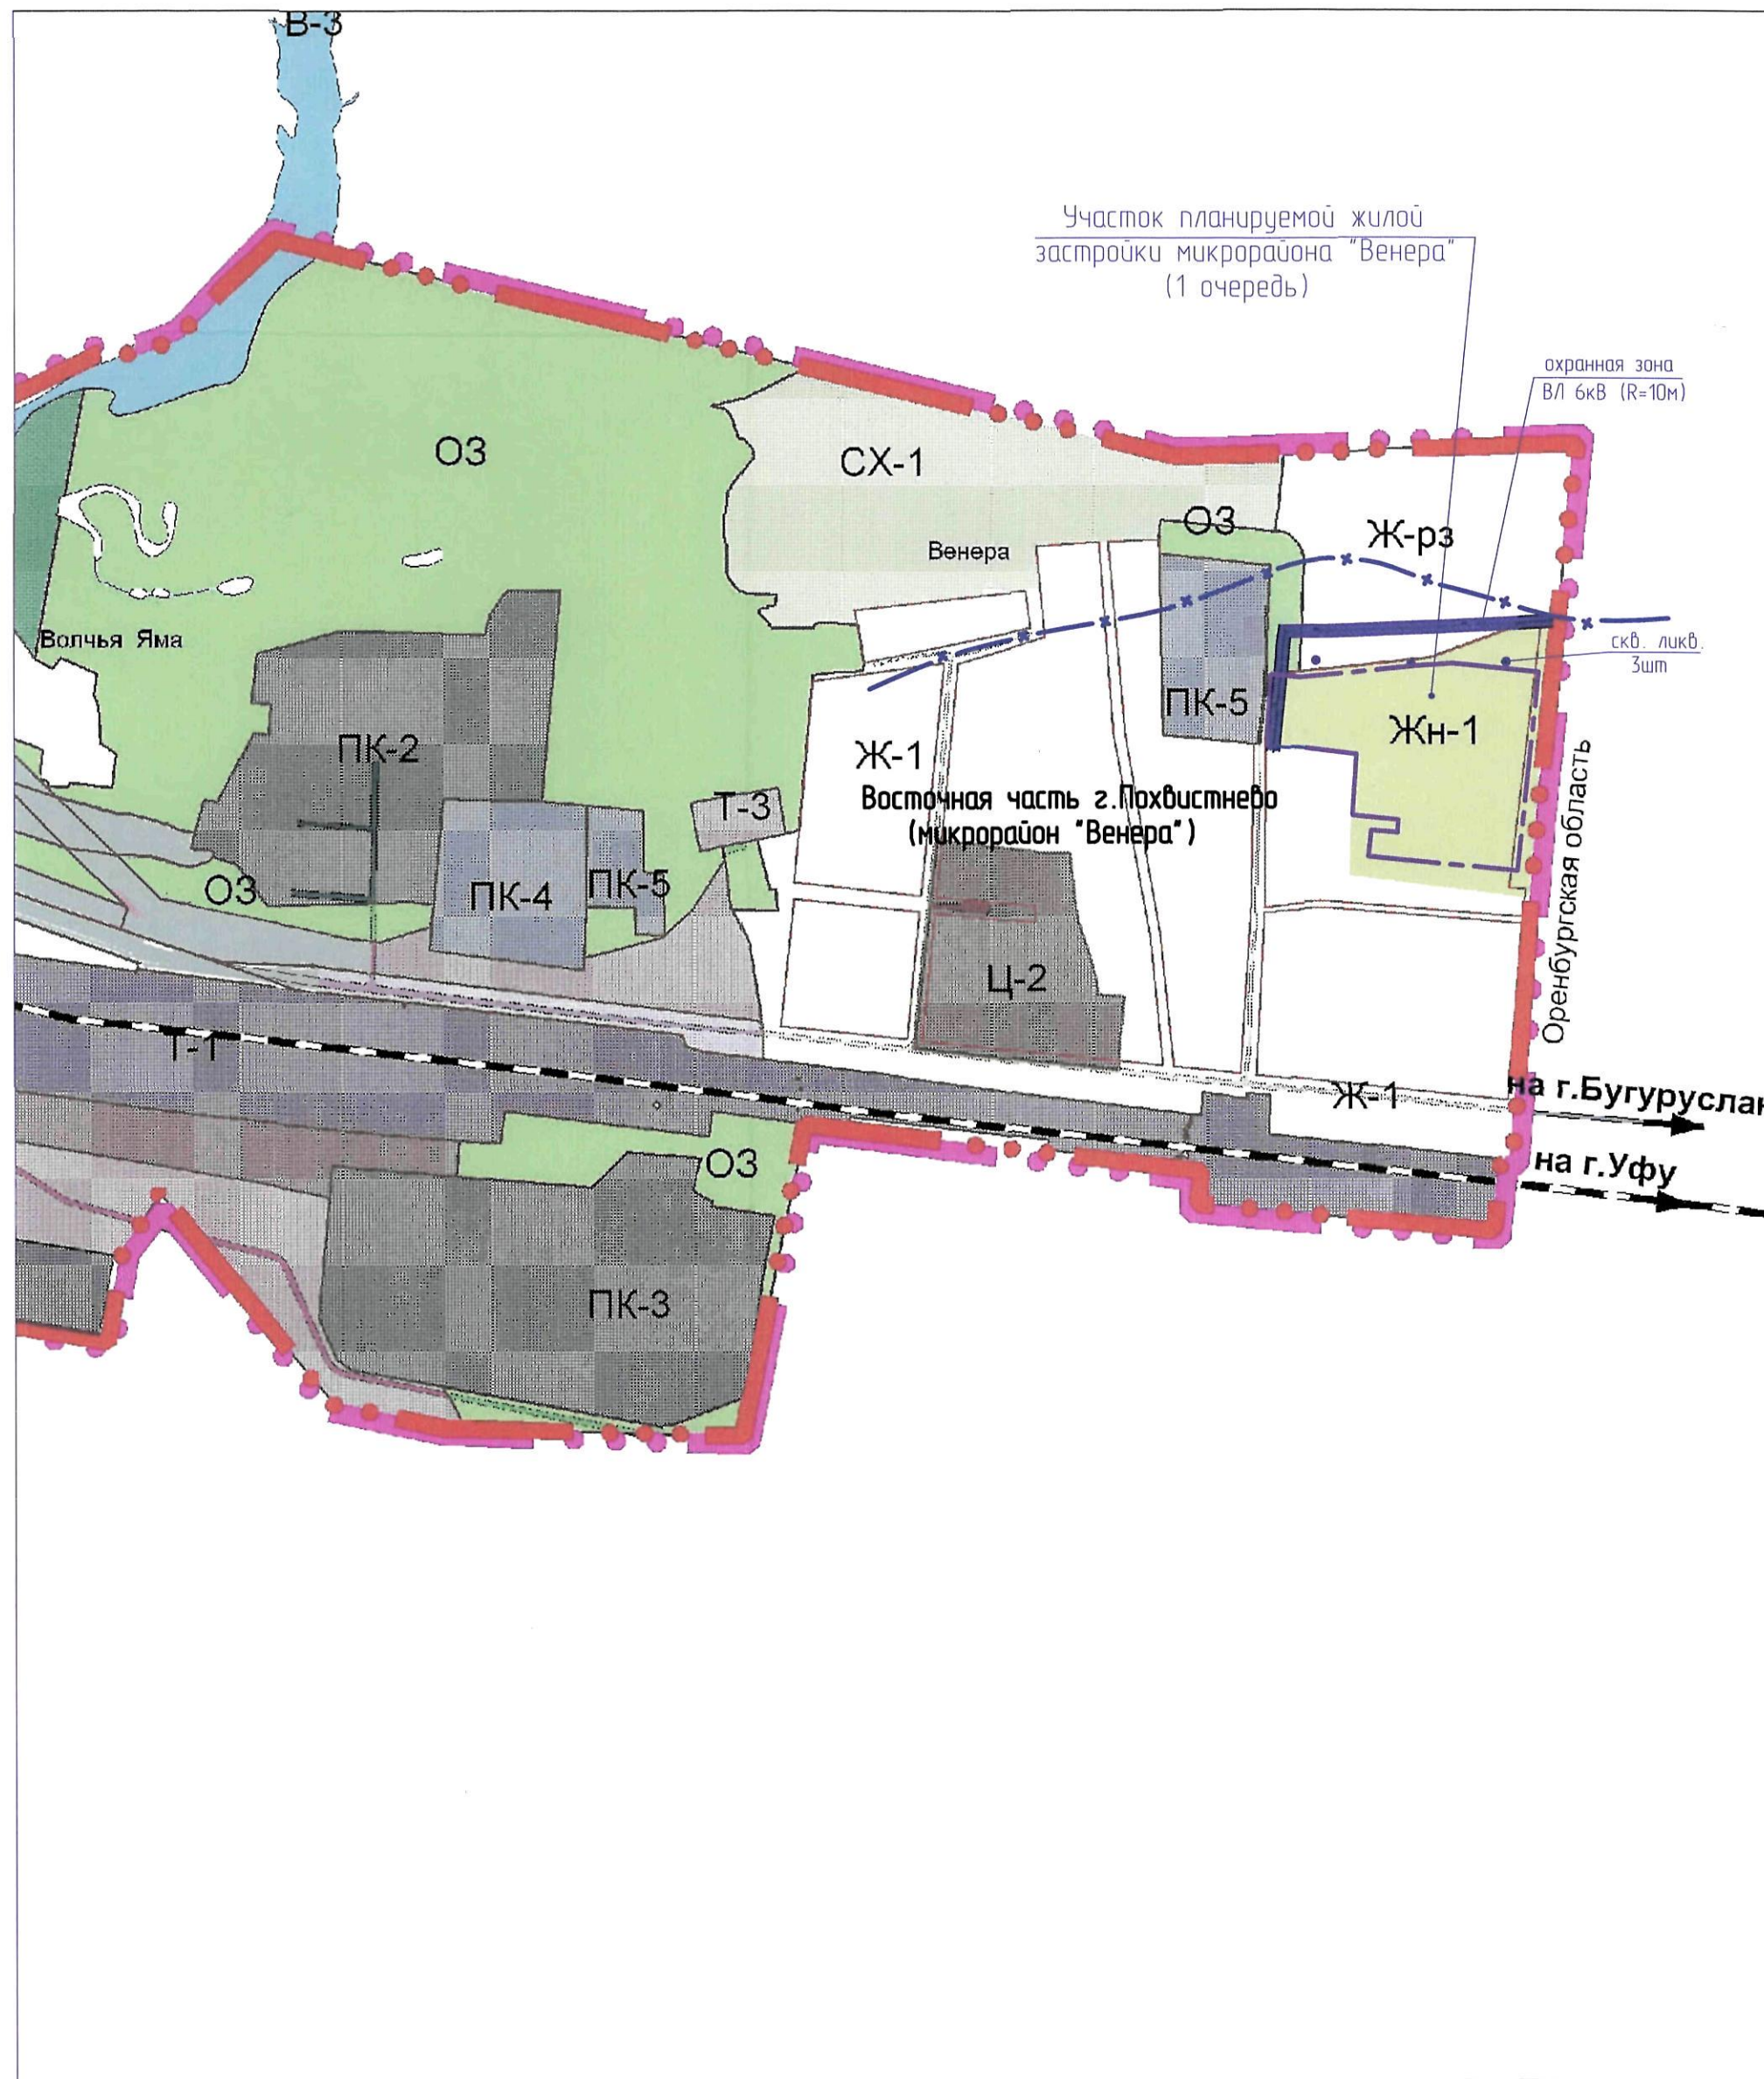 В-3
Участок планируемой жилой
застройки микрорайона "Венера"
(1 очередь)
охранная зона
ВЛ 6кВ (R=10м)
ОЗ
СХ-1
ОЗ
Ж-рз
Венера
Волчья Яма
скв. ликв.
3шт
ПК-5
Жн-1
ПК-2
Ж-1
Т-3
Восточная часть г.Похвистнево
(микрорайон "Венера")
Оренбургская область
ОЗ
ПК-4
ПК-5
Ц-2
Т-1
Ж-1
на г.Бугуруслан
на г.Уфу
ОЗ
ПК-3